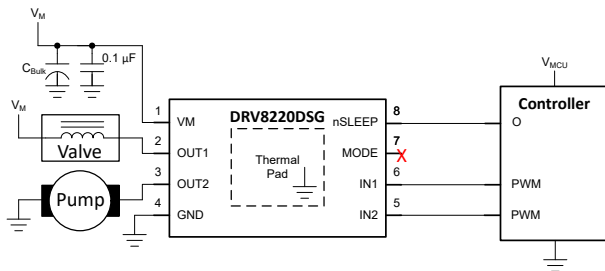 VM
CBulk
0.1 µF
VM
Valve
Pump
DRV8220DSG
1
VM
2
OUT1
3
OUT2
4
GND
Thermal
Pad
nSLEEP
8
MODE
7
X
IN1
6
IN2
5
VMCU
Controller
O
PWM
PWM